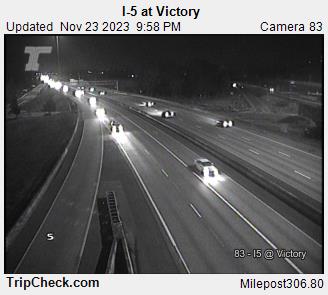 I-5 at Victory
Updated Nov 23 2023 9:58 PM Camera 83
T
S
83 - I5 @ Victory
TripCheck.com Milepost306.80